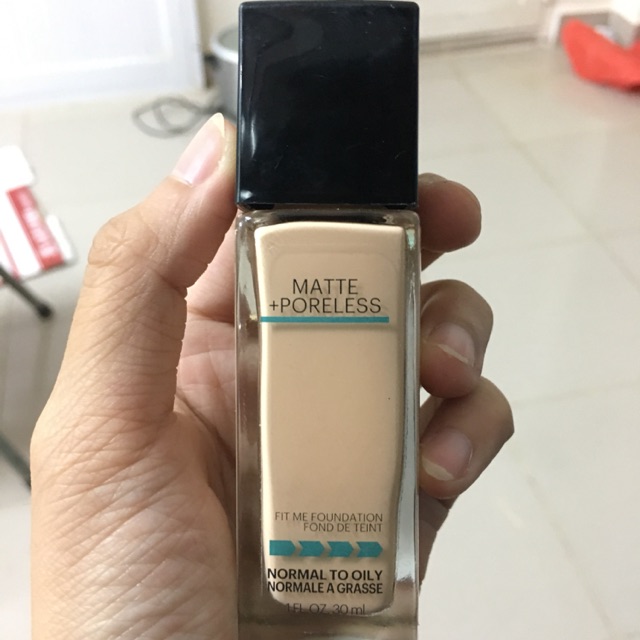 MATTE
+PORELESS
FIT ME FOUNDATION
FOND DE TEINT
NORMAL TO OILY
NORMALE A GRASSE
1 FL. OZ. 30 ml